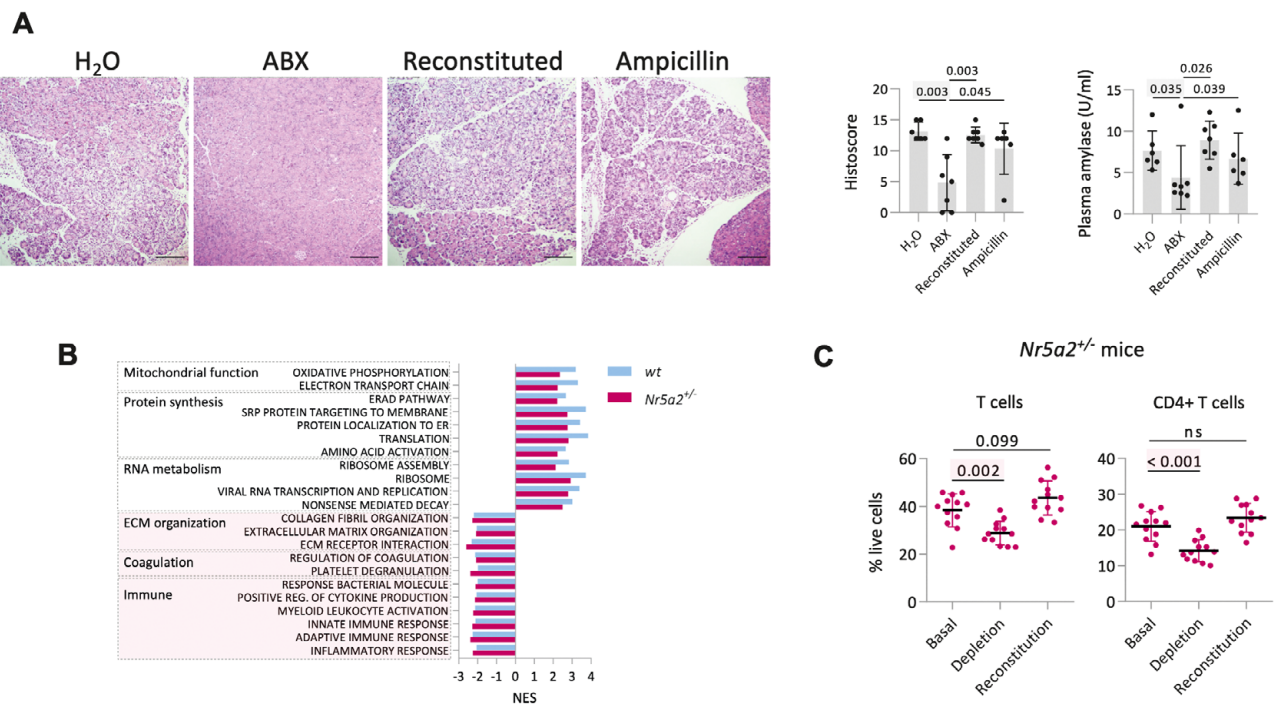 A
H2O
ABX
Reconstituted
Ampicillin
Histoscore
20
15
10
5
0
0.003
0.003
0.045
H2O
ABX
Reconstituted
Ampicillin
Plasma amylase (U/ml)
15
10
5
0
0.026
0.035
0.039
H2O
ABX
Reconstituted
Ampicillin
B
Mitochondrial function
OXIDATIVE PHOSPHORYLATION
ELECTRON TRANSPORT CHAIN
Protein synthesis
ERAD PATHWAY
SRP PROTEIN TARGETING TO MEMBRANE
PROTEIN LOCALIZATION TO ER
TRANSLATION
AMINO ACID ACTIVATION
RNA metabolism
RIBOSOME ASSEMBLY
RIBOSOME
VIRAL RNA TRANSCRIPTION AND REPLICATION
NONSENSE MEDIATED DECAY
ECM organization
COLLAGEN FIBRIL ORGANIZATION
EXTRACELLULAR MATRIX ORGANIZATION
ECM RECEPTOR INTERACTION
Coagulation
REGULATION OF COAGULATION
PLATELET DEGRANULATION
Immune
RESPONSE BACTERIAL MOLECULE
POSITIVE REG. OF CYTOKINE PRODUCTION
MYELOID LEUKOCYTE ACTIVATION
INNATE IMMUNE RESPONSE
ADAPTIVE IMMUNE RESPONSE
INFLAMMATORY RESPONSE
-3 -2 -1 0 1 2 3 4
NES
wt
Nr5a2+/-
C
Nr5a2+/- mice
T cells
% live cells
60
40
20
0
0.099
0.002
Basal
Depletion
Reconstitution
CD4+ T cells
40
30
20
10
0
ns
< 0.001
Basal
Depletion
Reconstitution